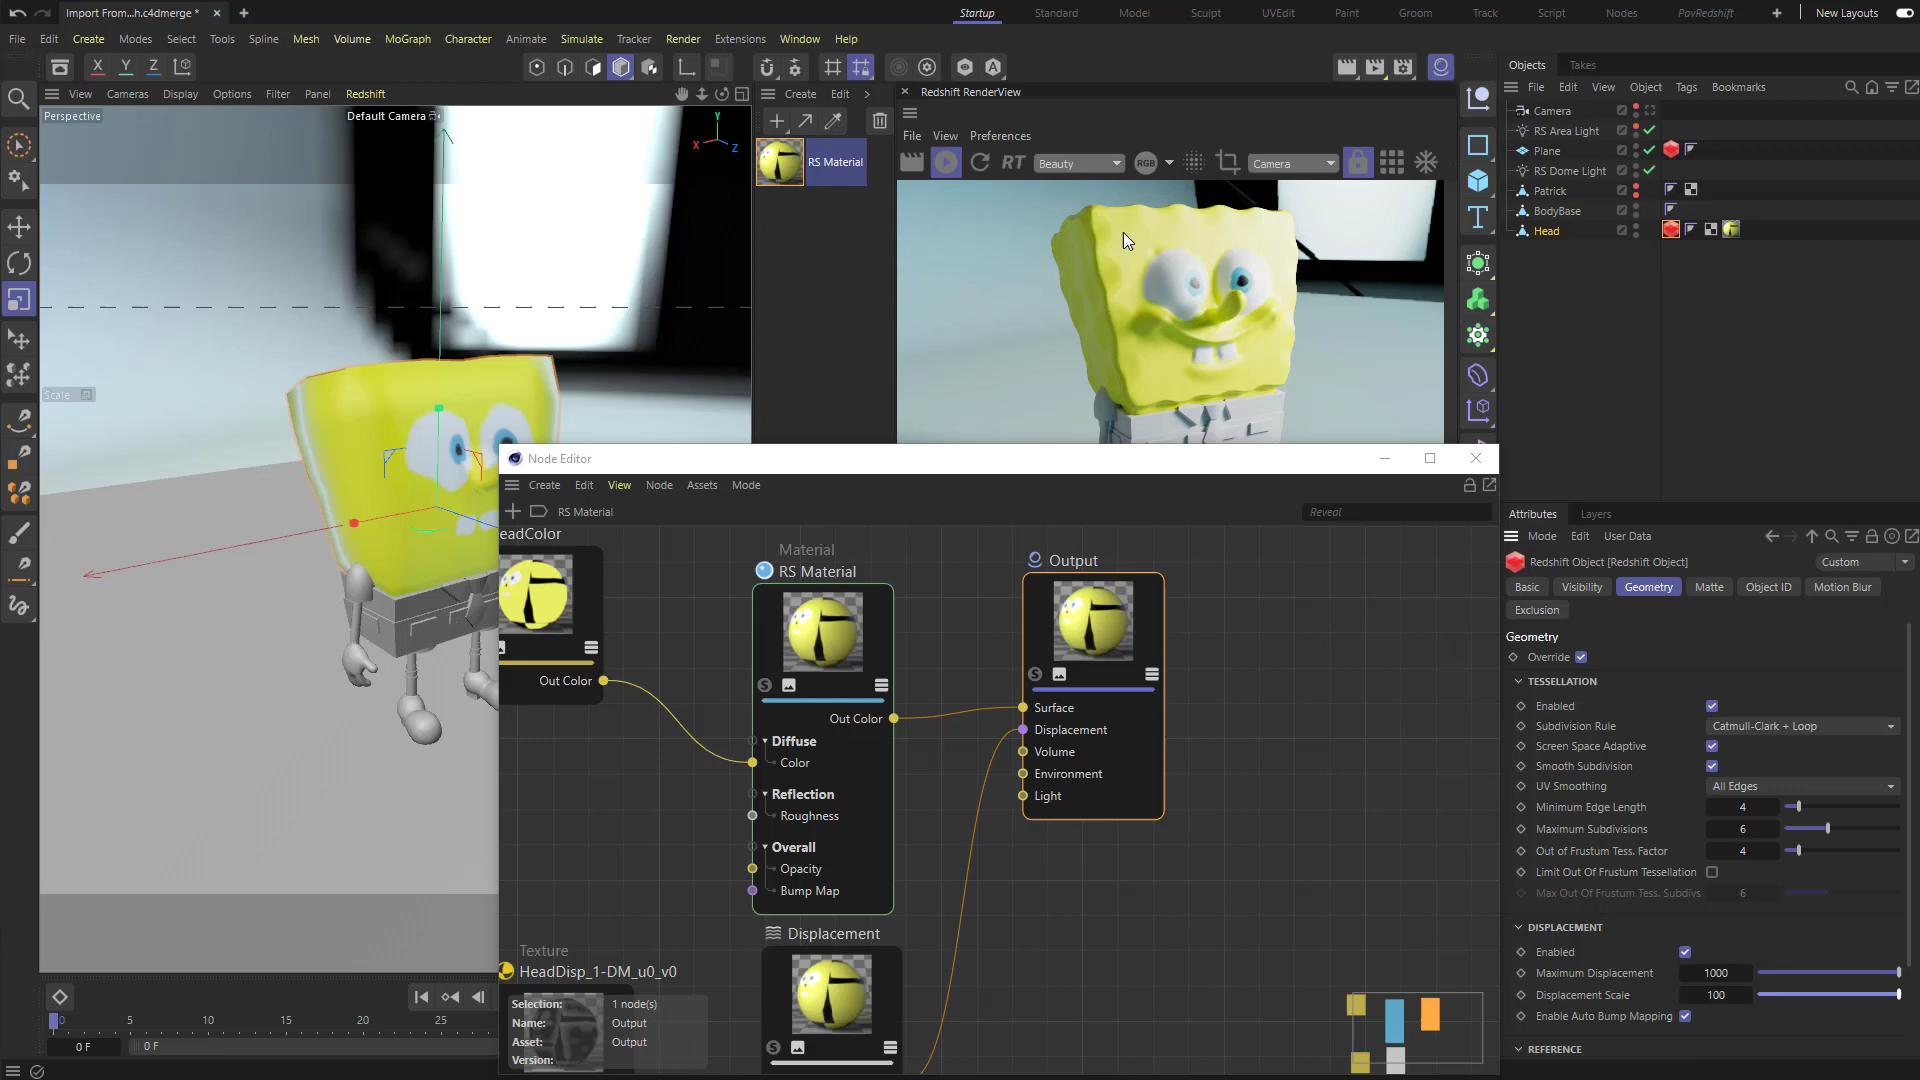 Import From...h.c4dmerge *
Startup Standard Model Sculpt UVEdit Paint Groom Track Script Nodes PavRedshift New Layouts
File Edit Create Modes Select Tools Spline Mesh Volume MoGraph Character Animate Simulate Tracker Render Extensions Window Help
X Y Z
Objects Takes
File Edit View Object Tags Bookmarks
View Cameras Display Options Filter Panel Redshift
Create Edit
Redshift RenderView
Perspective
Default Camera
Y
X
Z
RS Material
File View Preferences
RT Beauty RGB Camera
Camera
RS Area Light
Plane
RS Dome Light
Patrick
BodyBase
Head
Scale
Node Editor
Create Edit View Node Assets Mode
RS Material
Reveal
eadColor
Out Color
Material
RS Material
S
Out Color
Diffuse
Color
Reflection
Roughness
Overall
Opacity
Bump Map
Output
S
Surface
Displacement
Volume
Environment
Light
Displacement
S
Texture
HeadDisp_1-DM_u0_v0
Selection: 1 node(s)
Name: Output
Asset: Output
Version:
Attributes Layers
Mode Edit User Data
Redshift Object [Redshift Object] Custom
Basic Visibility Geometry Matte Object ID Motion Blur
Exclusion
Geometry
Override
TESSELLATION
Enabled
Subdivision Rule Catmull-Clark + Loop
Screen Space Adaptive
Smooth Subdivision
UV Smoothing All Edges
Minimum Edge Length 4
Maximum Subdivisions 6
Out of Frustum Tess. Factor 4
Limit Out Of Frustum Tessellation
Max Out Of Frustum Tess. Subdivs 6
DISPLACEMENT
Enabled
Maximum Displacement 1000
Displacement Scale 100
Enable Auto Bump Mapping
REFERENCE
0 5 10 15 20 25
0 F 0 F